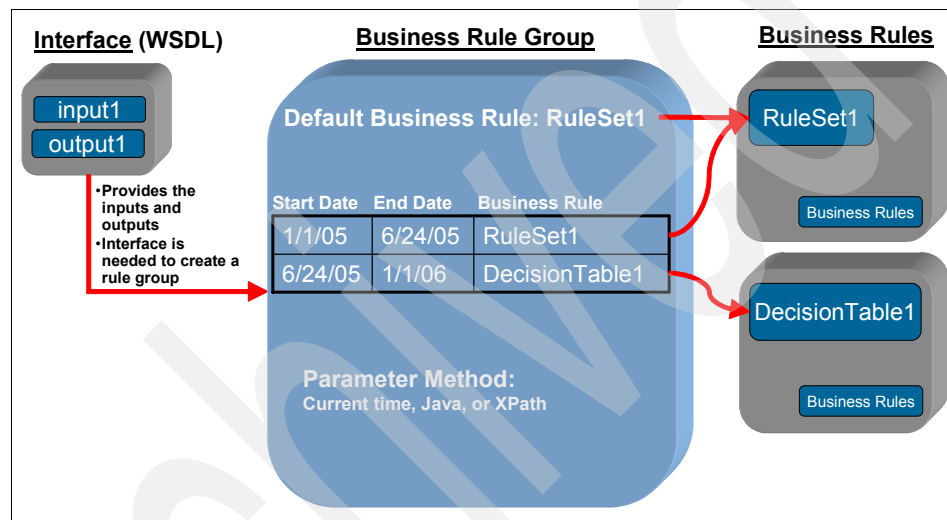 Interface (WSDL)
input1
output1
•Provides the
inputs and
outputs
•Interface is
needed to create a
rule group
Business Rule Group
Default Business Rule: RuleSet1
Start Date End Date Business Rule
1/1/05 6/24/05 RuleSet1
6/24/05 1/1/06 DecisionTable1
Parameter Method:
Current time, Java, or XPath
Business Rules
RuleSet1
Business Rules
DecisionTable1
Business Rules